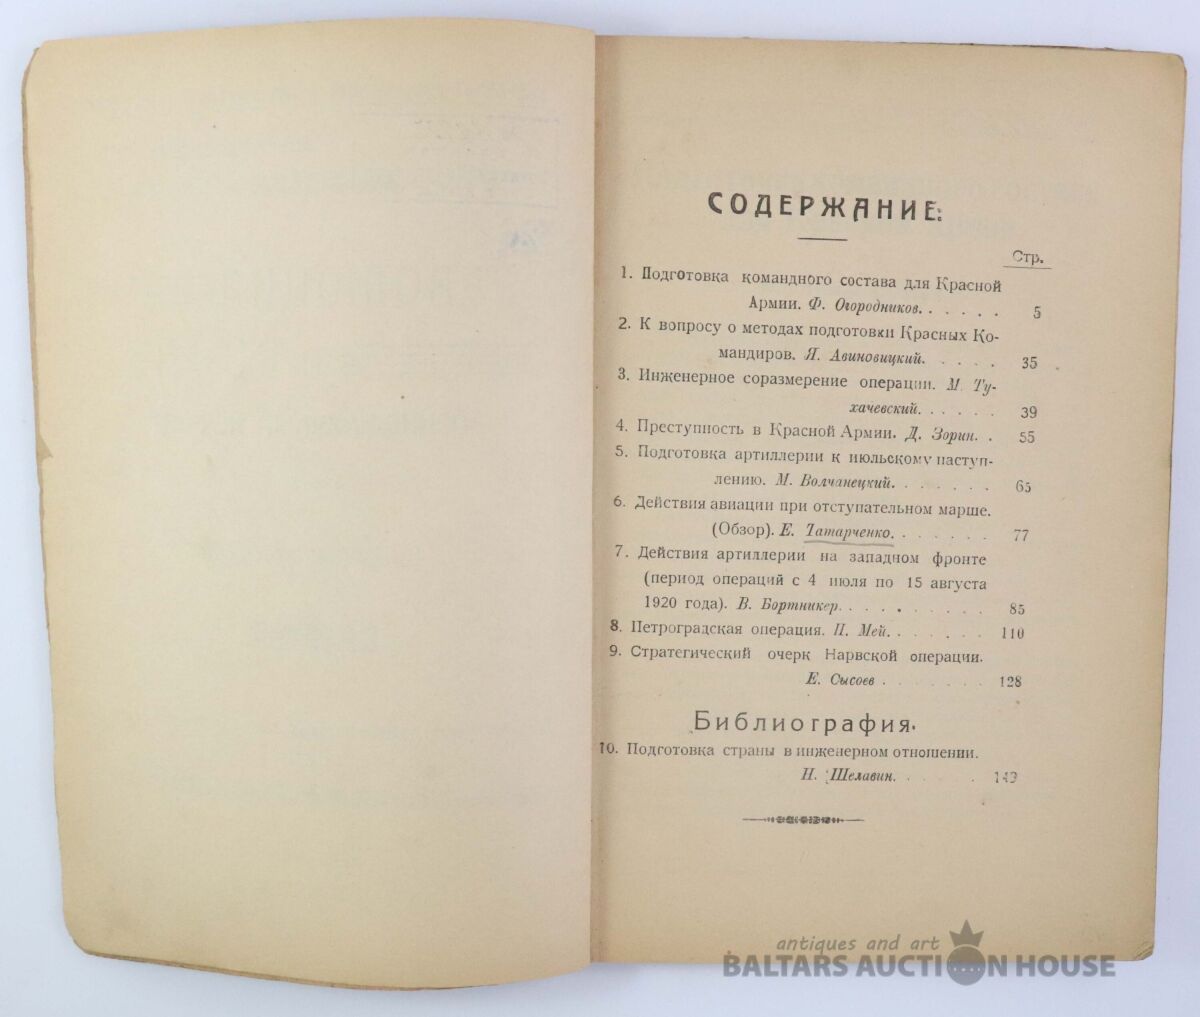 СОДЕРЖАНИЕ:
Стр.
1. Подготовка командного состава для Красной
Армии. Ф. Огородников. . . . . . 5
2. К вопросу о методах подготовки Красных Ко-
мандиров. Я. Авиновицкий. . . . . 35
3. Инженерное соразмерение операции. М. Ту-
хачевский. . . . . . 39
4. Преступность в Красной Армии. Д. Зорин. . 55
5. Подготовка артиллерии к июльскому наступ-
лению. М. Волчанецкий. . . . . . . 65
6. Действия авиации при отступательном марше.
(Обзор). Е. Татарченко. . . . . . . 77
7. Действия артиллерии на западном фронте
(период операций с 4 июля по 15 августа
1920 года). В. Бортникер. . . . . . . . 85
8. Петроградская операция. П. Мей. . . . . . 110
9. Стратегический очерк Нарвской операции.
Е. Сысоев . . . . . . . 128
Библиография.
10. Подготовка страны в инженерном отношении.
Н. Шелавин. . . . . 143
antiques and art
BALTARS AUCTION HOUSE